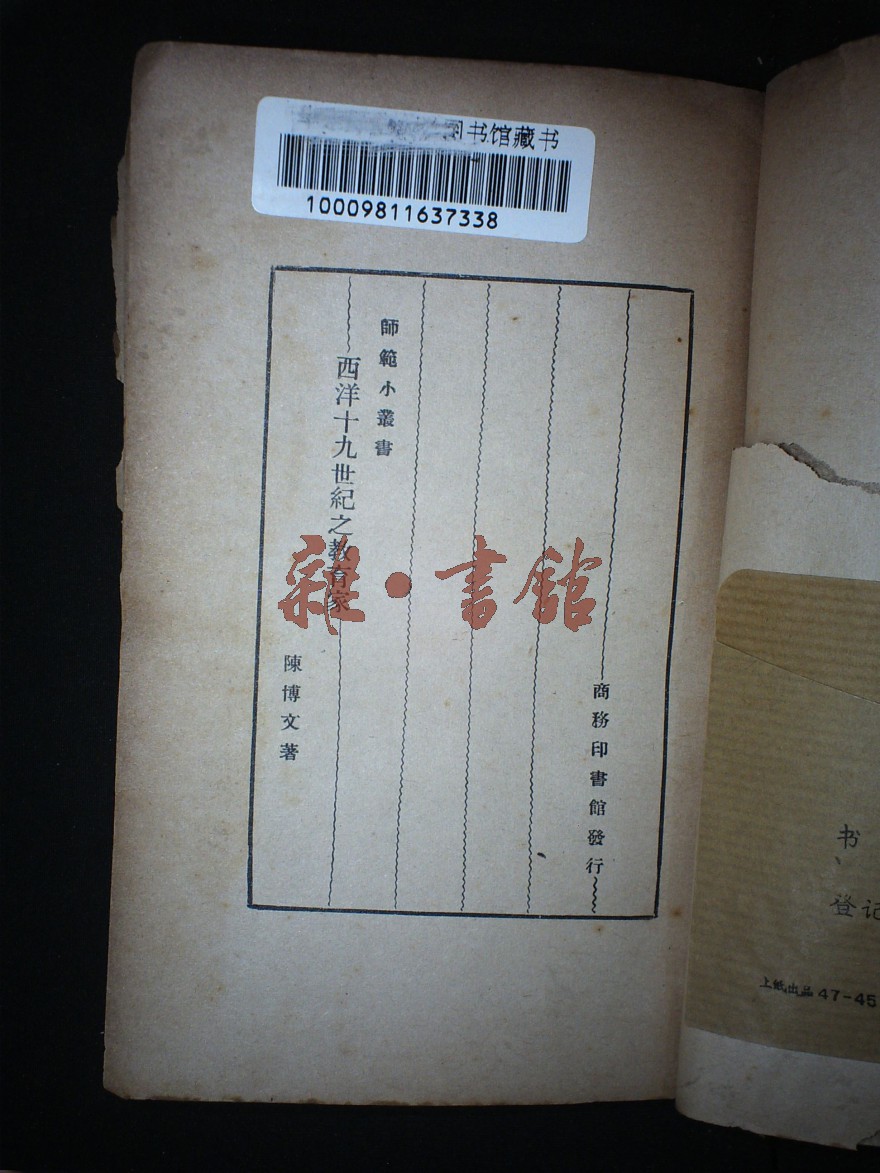 图书馆藏书
10009811637338
師範小叢書
西洋十九世紀之教育家
陳博文著
商務印書館發行
雜·書館
书
登记
上紙出品 47-45